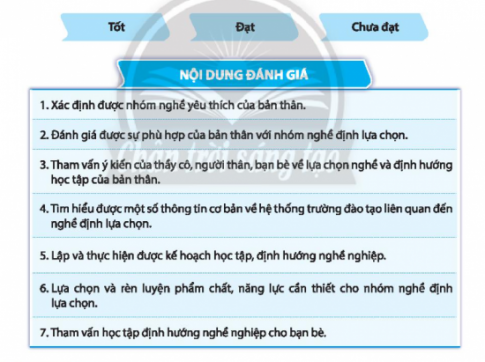 Tốt Đạt Chưa đạt
NỘI DUNG ĐÁNH GIÁ
1. Xác định được nhóm nghề yêu thích của bản thân.
2. Đánh giá được sự phù hợp của bản thân với nhóm nghề định lựa chọn.
3. Tham vấn ý kiến của thầy cô, người thân, bạn bè về lựa chọn nghề và định hướng
học tập của bản thân.
4. Tìm hiểu được một số thông tin cơ bản về hệ thống trường đào tạo liên quan đến
nghề định lựa chọn.
5. Lập và thực hiện được kế hoạch học tập, định hướng nghề nghiệp.
6. Lựa chọn và rèn luyện phẩm chất, năng lực cần thiết cho nhóm nghề định
lựa chọn.
7. Tham vấn học tập định hướng nghề nghiệp cho bạn bè.
Chân trời sáng tạo